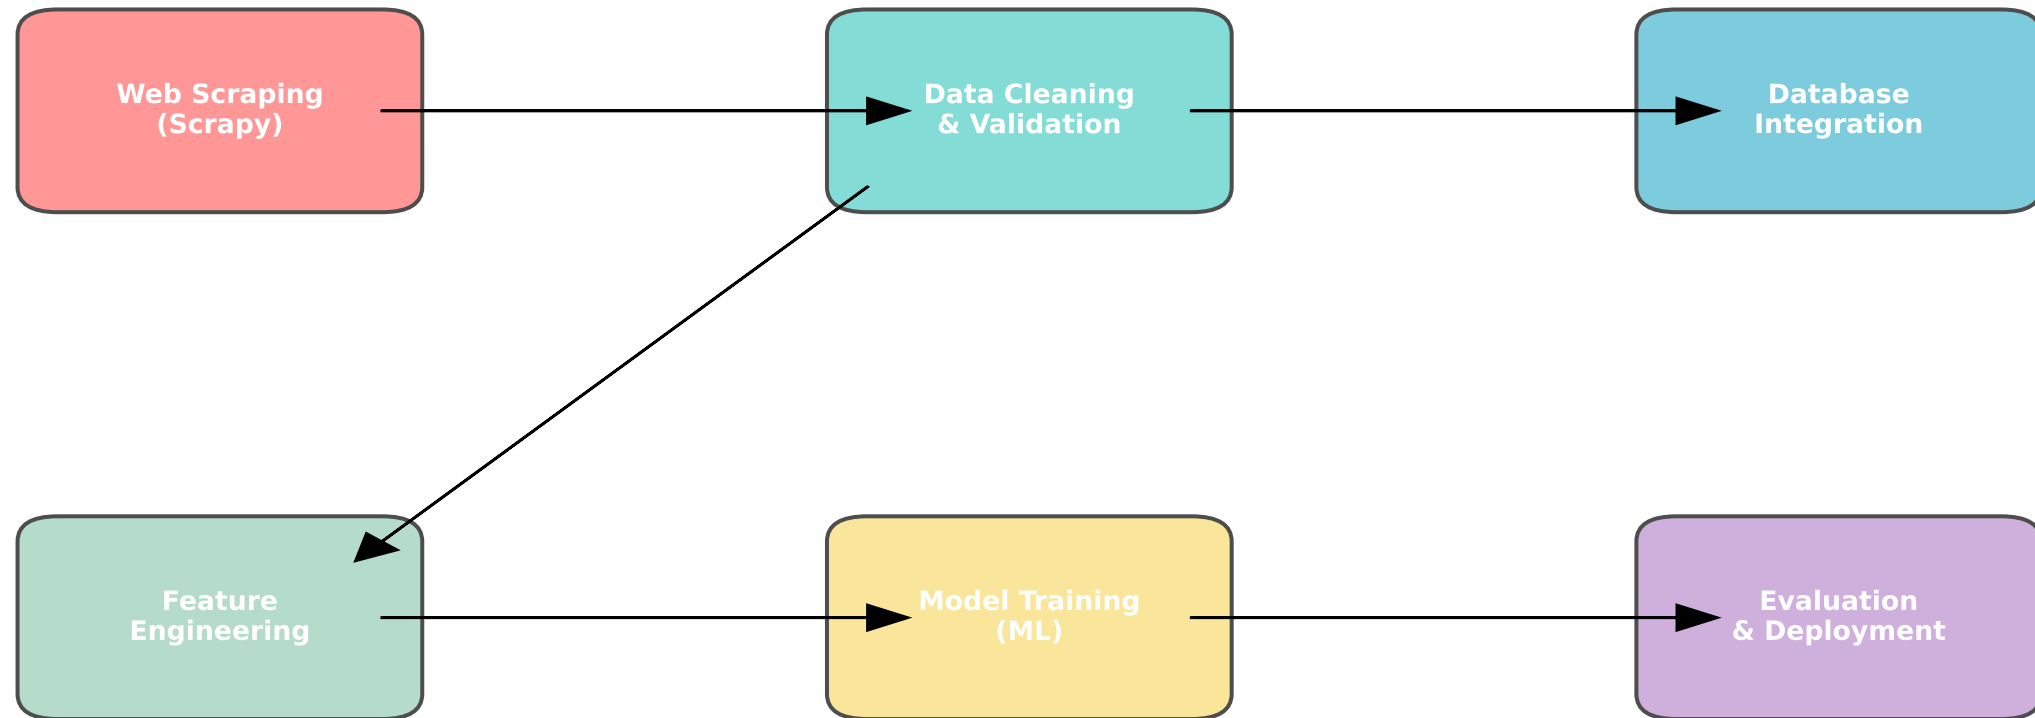 Web Scraping
(Scrapy)
Data Cleaning
& Validation
Database
Integration
Feature
Engineering
Model Training
(ML)
Evaluation
& Deployment